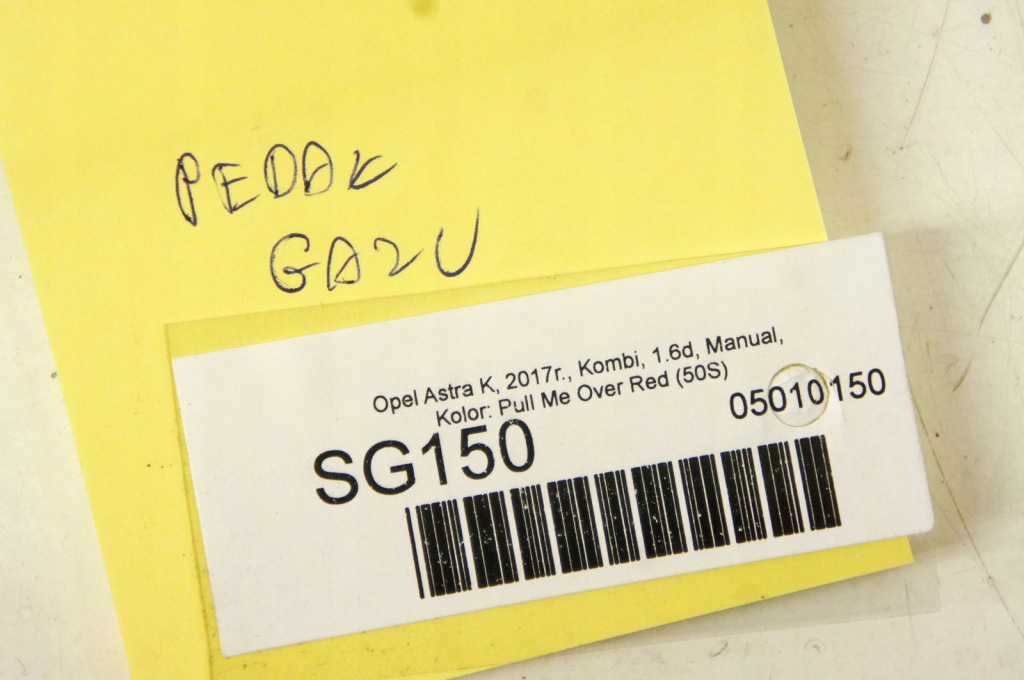 PEDAŁ
GAZU
Opel Astra K, 2017r., Kombi, 1.6d, Manual,
Kolor: Pull Me Over Red (50S)
05010150
SG150